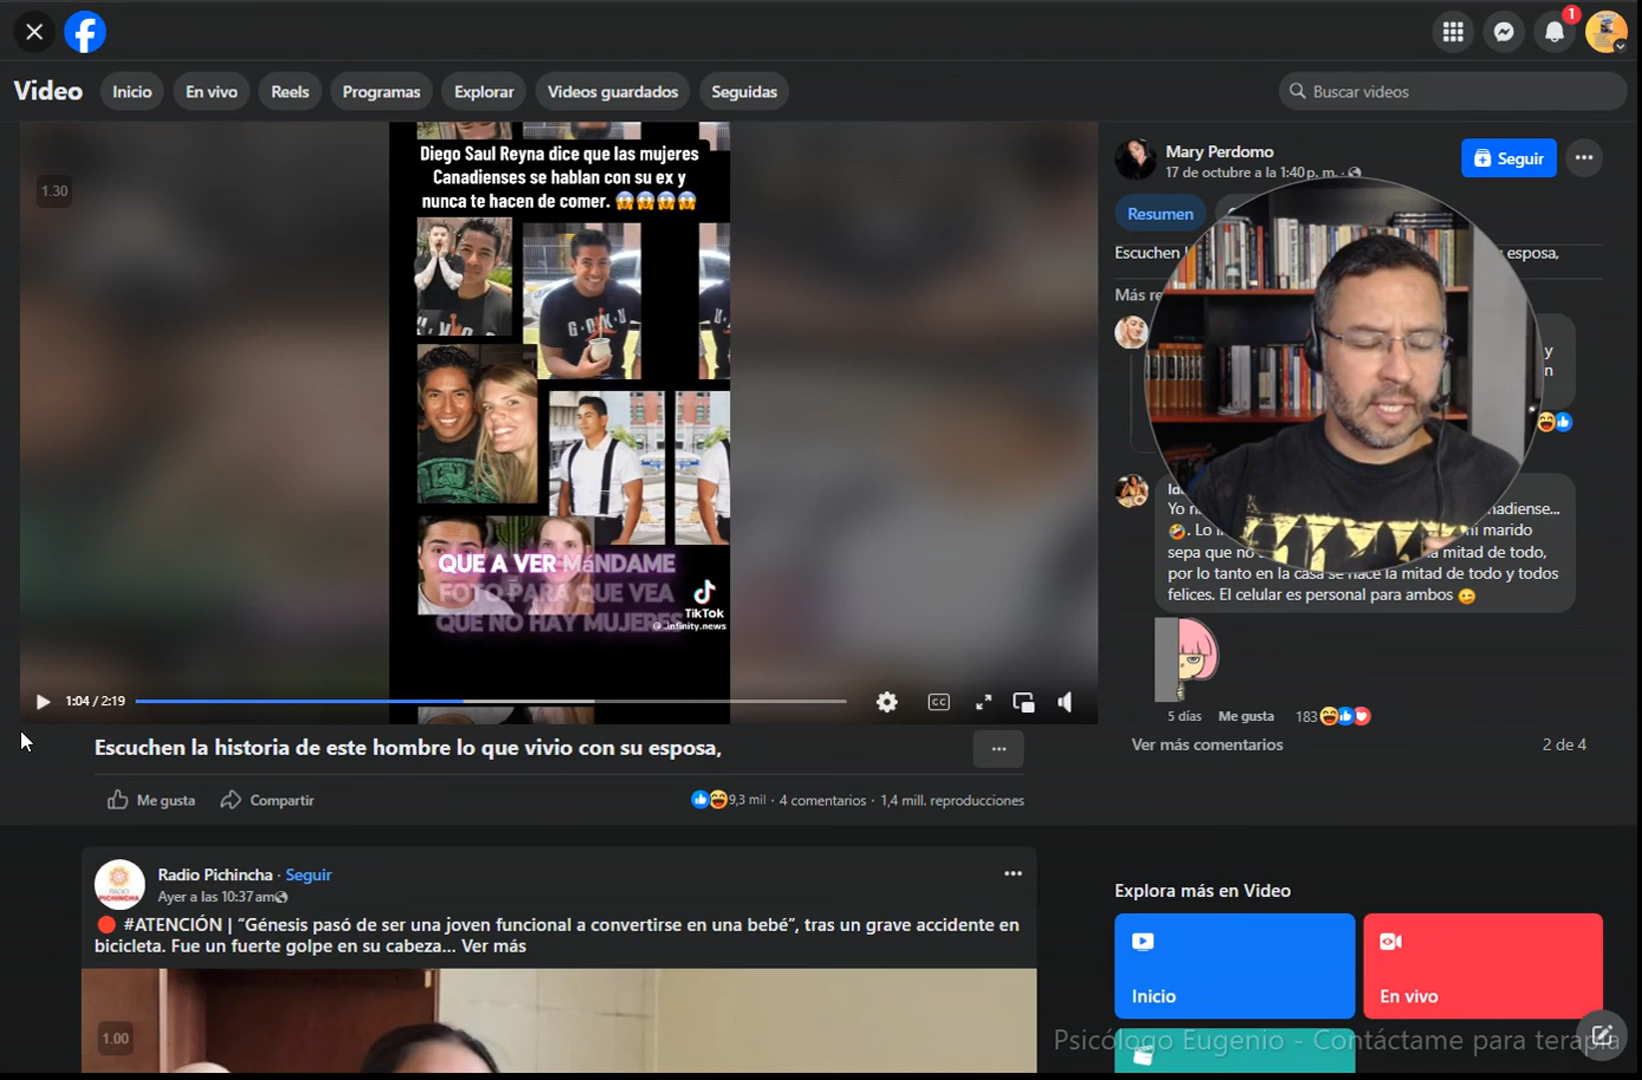 1
Video
Inicio
En vivo
Reels
Programas
Explorar
Videos guardados
Seguidas
Buscar videos
1.30
Diego Saul Reyna dice que las mujeres
Canadienses se hablan con su ex y
nunca te hacen de comer. 😱😱😱😱
G·O·K·U
QUE A VER MáNDAME
FOTO PARA QUE VEA
QUE NO HAY MUJERES
TikTok
@_.infinity.news
1:04 / 2:19
CC
Escuchen la historia de este hombre lo que vivio con su esposa,
...
Me gusta
Compartir
9,3 mil · 4 comentarios · 1,4 mill. reproducciones
Mary Perdomo
17 de octubre a la 1:40 p. m. ·
Seguir
Resumen
Escuchen
esposa,
Más re
y
n
Yo
nadiense...
🤣. Lo
mi marido
sepa que no
a mitad de todo,
por lo tanto en la casa se hace la mitad de todo y todos
felices. El celular es personal para ambos 😉
5 días
Me gusta
183
Ver más comentarios
2 de 4
Radio Pichincha · Seguir
Ayer a las 10:37 am
🔴 #ATENCIÓN | “Génesis pasó de ser una joven funcional a convertirse en una bebé”, tras un grave accidente en
bicicleta. Fue un fuerte golpe en su cabeza... Ver más
RADIO
PICHINCHA
1.00
Explora más en Video
Inicio
En vivo
Psicólogo Eugenio - Contáctame para terapia